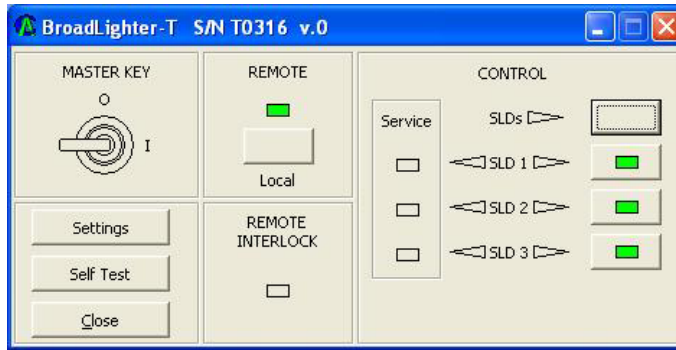 BroadLighter-T S/N T0316 v.0
MASTER KEY
O
I
REMOTE
Local
CONTROL
Service
SLDs
SLD 1
SLD 2
SLD 3
Settings
Self Test
Close
REMOTE
INTERLOCK